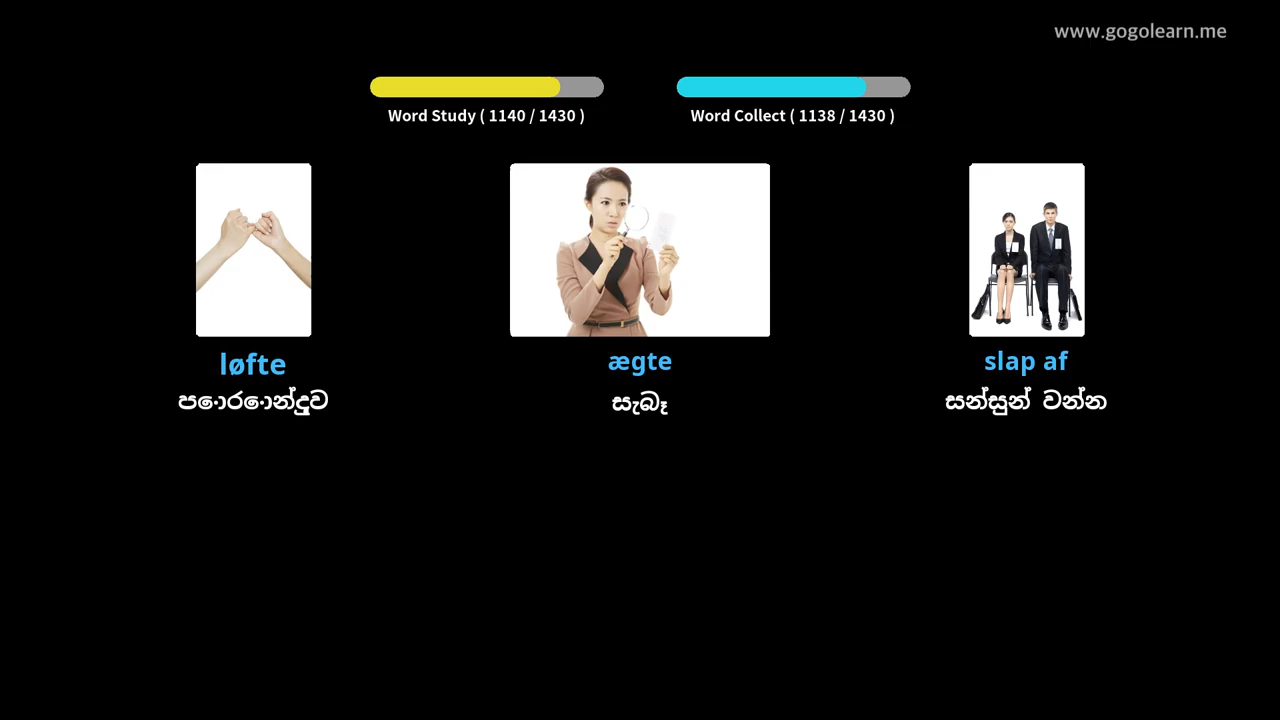 www.gogolearn.me
Word Study ( 1140 / 1430 )
Word Collect ( 1138 / 1430 )
løfte
ægte
slap af
පොරොන්දුව
සැබෑ
සන්සුන් වන්න